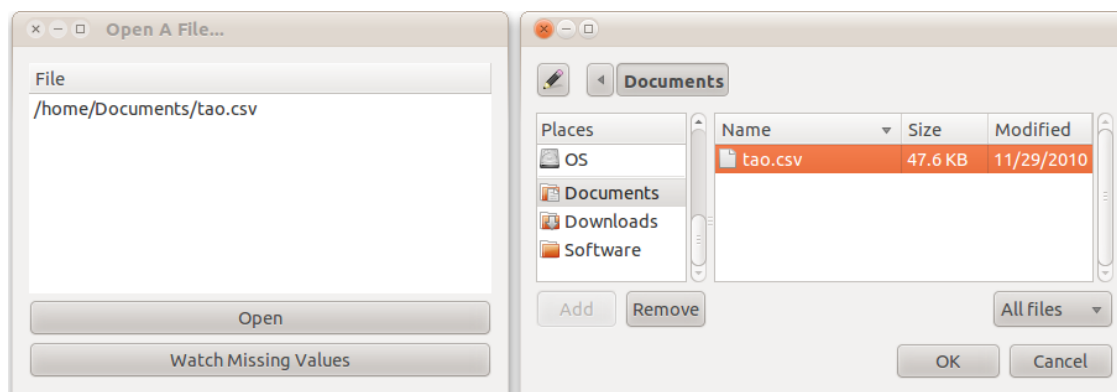 Open A File...
File
/home/Documents/tao.csv
Open
Watch Missing Values
Documents
Places
OS
Documents
Downloads
Software
Name Size Modified
tao.csv 47.6 KB 11/29/2010
Add Remove
All files
OK Cancel